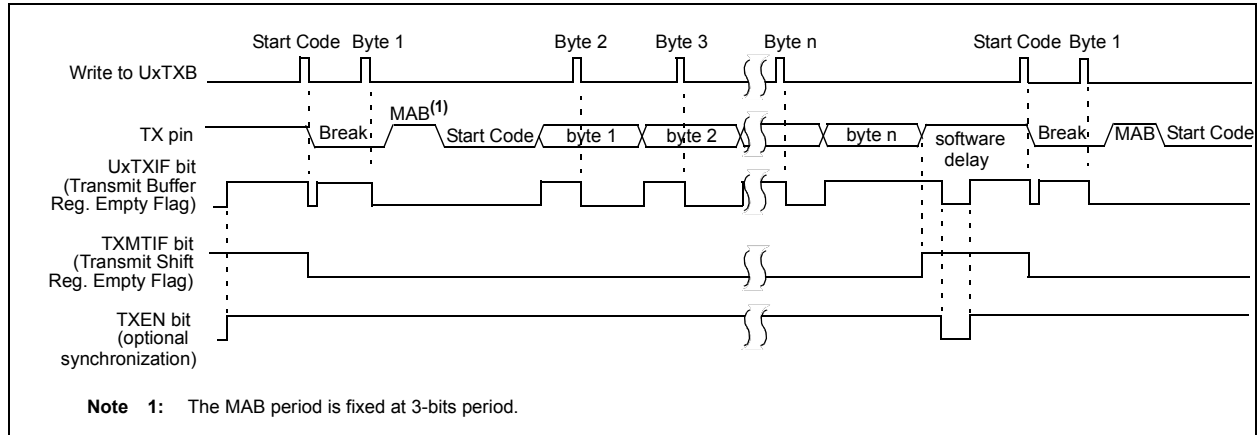 Start Code Byte 1 Byte 2 Byte 3 Byte n Start Code Byte 1
Write to UxTXB
MAB(1)
TX pin Break Start Code byte 1 byte 2 byte n software delay Break MAB Start Code
UxTXIF bit
(Transmit Buffer
Reg. Empty Flag)
TXMTIF bit
(Transmit Shift
Reg. Empty Flag)
TXEN bit
(optional
synchronization)
Note 1: The MAB period is fixed at 3-bits period.